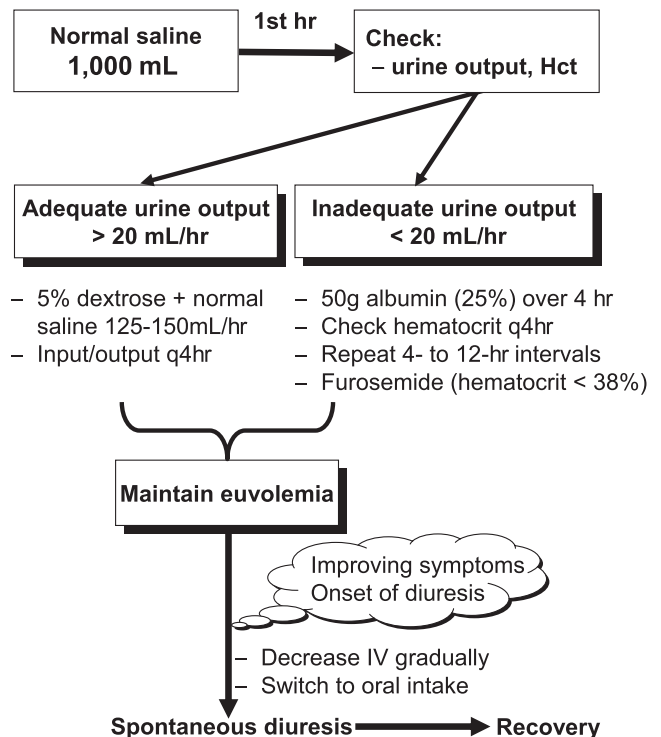 Normal saline
1,000 mL
1st hr
Check:
– urine output, Hct
Adequate urine output
> 20 mL/hr
Inadequate urine output
< 20 mL/hr
– 5% dextrose + normal
saline 125-150mL/hr
– Input/output q4hr
– 50g albumin (25%) over 4 hr
– Check hematocrit q4hr
– Repeat 4- to 12-hr intervals
– Furosemide (hematocrit < 38%)
Maintain euvolemia
Improving symptoms
Onset of diuresis
– Decrease IV gradually
– Switch to oral intake
Spontaneous diuresis
Recovery